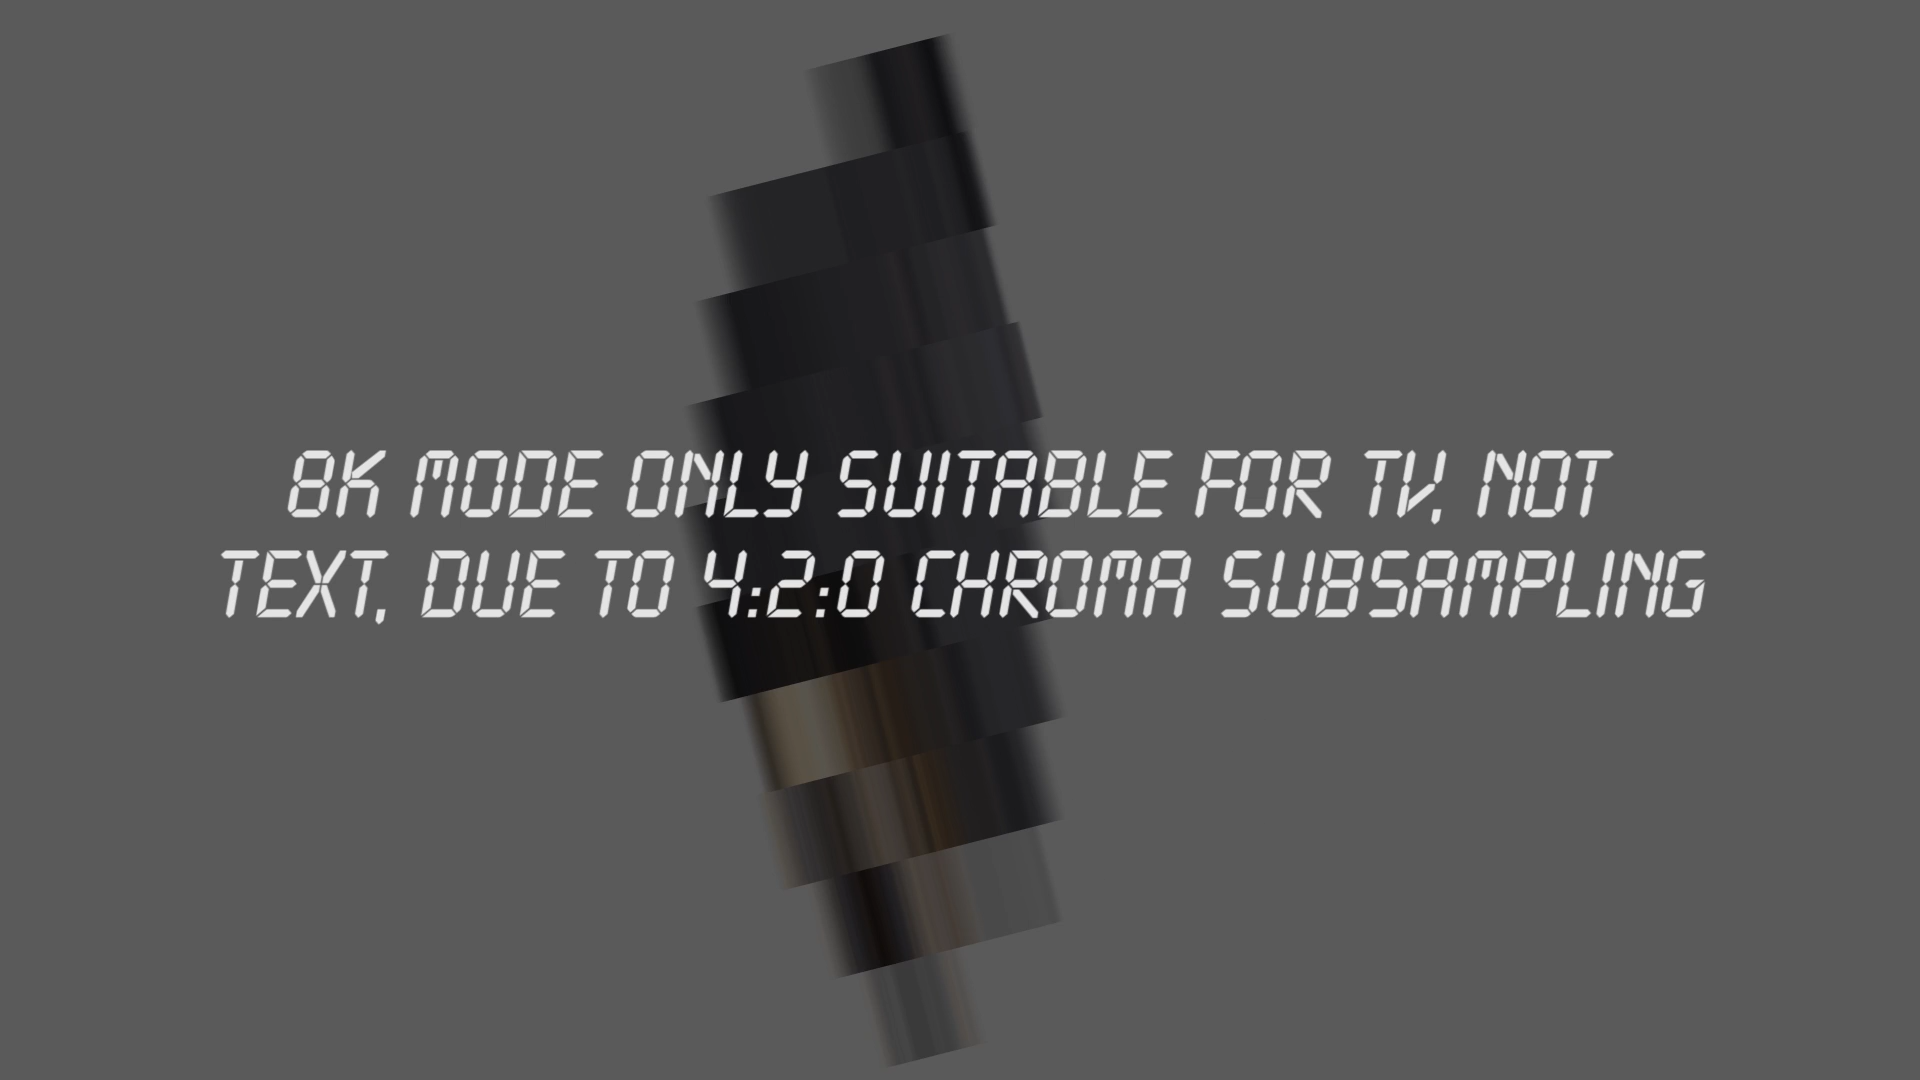 8K MODE ONLY SUITABLE FOR TV, NOT
TEXT, DUE TO 4:2:0 CHROMA SUBSAMPLING